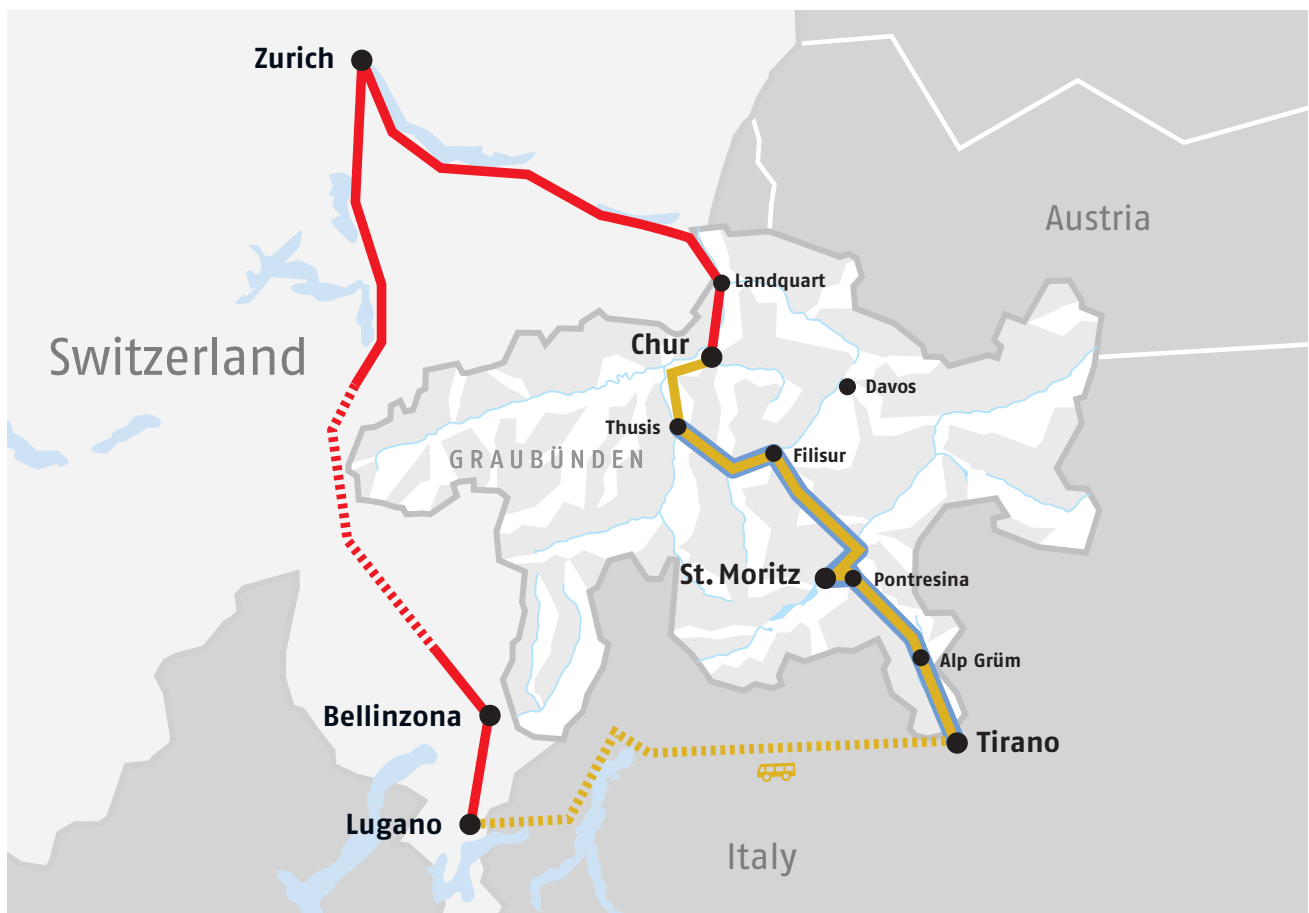 Zurich
Austria
Landquart
Switzerland
Chur
Davos
Thusis
Filisur
GRAUBÜNDEN
St. Moritz
Pontresina
Alp Grüm
Bellinzona
Tirano
Lugano
Italy